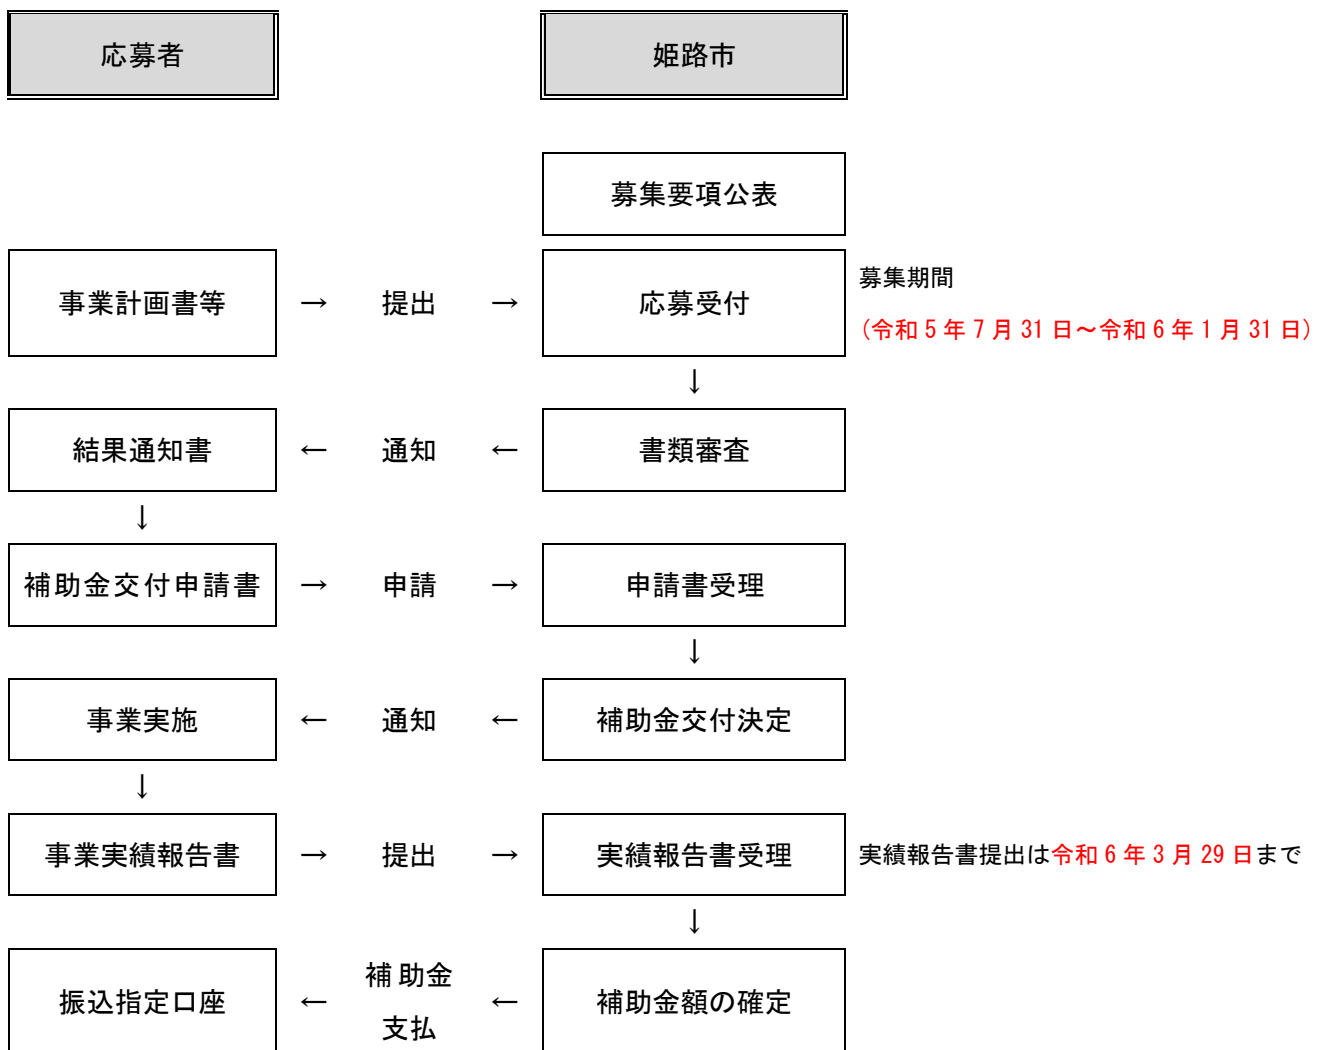 応募者
姫路市
募集要項公表
事業計画書等 → 提出 → 応募受付
募集期間
(令和5年7月31日～令和6年1月31日)
↓
結果通知書 ← 通知 ← 書類審査
↓
補助金交付申請書 → 申請 → 申請書受理
↓
事業実施 ← 通知 ← 補助金交付決定
↓
事業実績報告書 → 提出 → 実績報告書受理
実績報告書提出は令和6年3月29日まで
↓
振込指定口座 ← 補助金
支払 ← 補助金額の確定